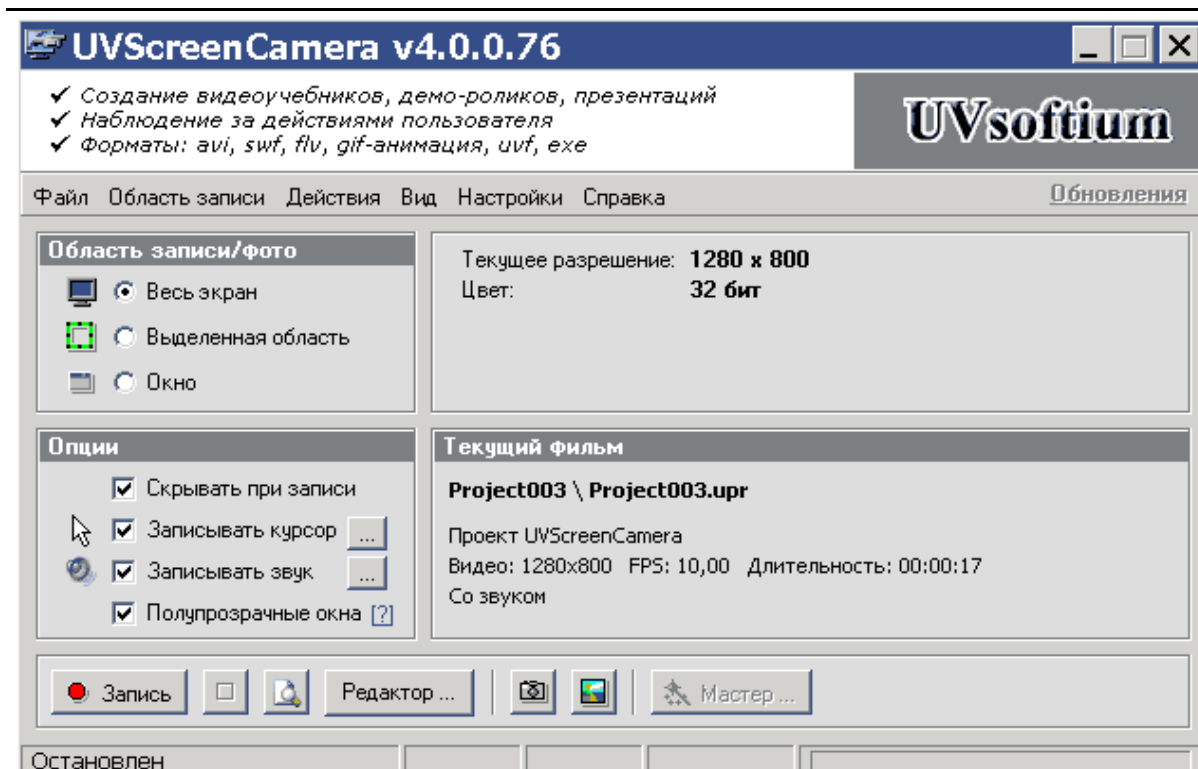 UVScreenCamera v4.0.0.76
✓ Создание видеоучебников, демо-роликов, презентаций
✓ Наблюдение за действиями пользователя
✓ Форматы: avi, swf, flv, gif-анимация, uvf, exe
UVsoftium
Файл Область записи Действия Вид Настройки Справка Обновления
Область записи/фото
Весь экран
Выделенная область
Окно
Текущее разрешение: 1280 x 800
Цвет: 32 бит
Опции
Скрывать при записи
Записывать курсор ...
Записывать звук ...
Полупрозрачные окна [?]
Текущий фильм
Project003 \ Project003.upr
Проект UVScreenCamera
Видео: 1280x800 FPS: 10,00 Длительность: 00:00:17
Со звуком
Запись Редактор ... Мастер ...
Остановлен